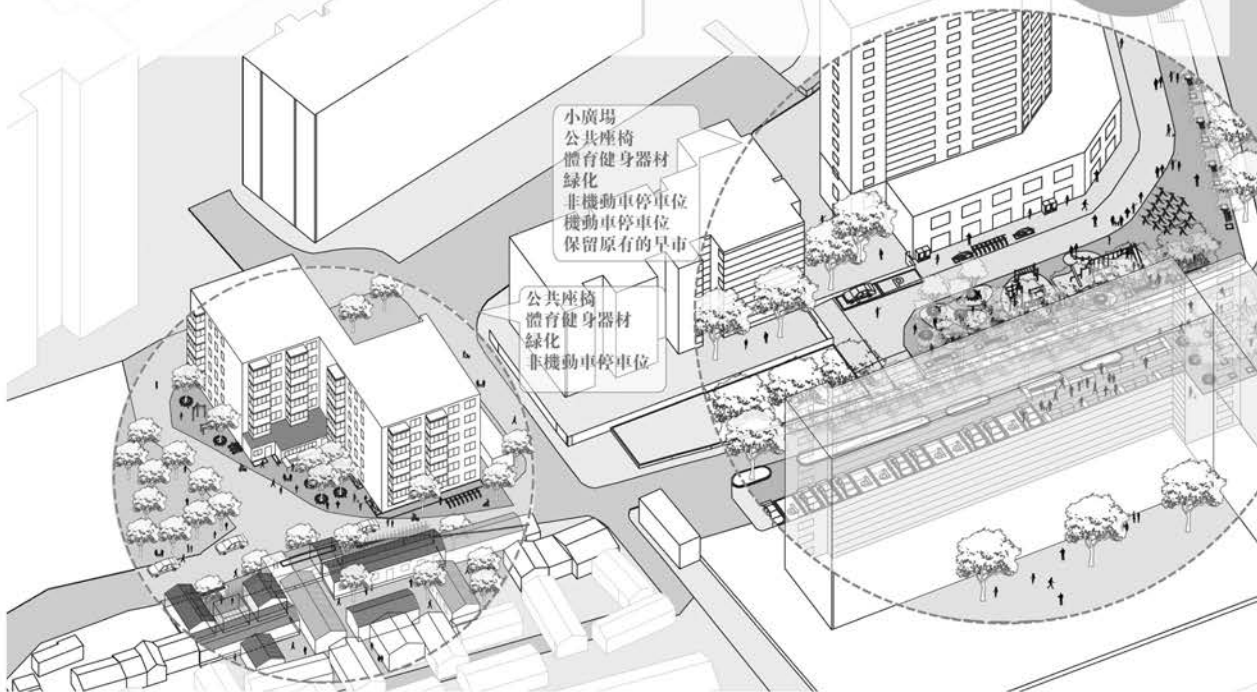 小廣場
公共座椅
體育健身器材
綠化
非機動車停車位
機動車停車位
保留原有的早市
公共座椅
體育健身器材
綠化
非機動車停車位
P